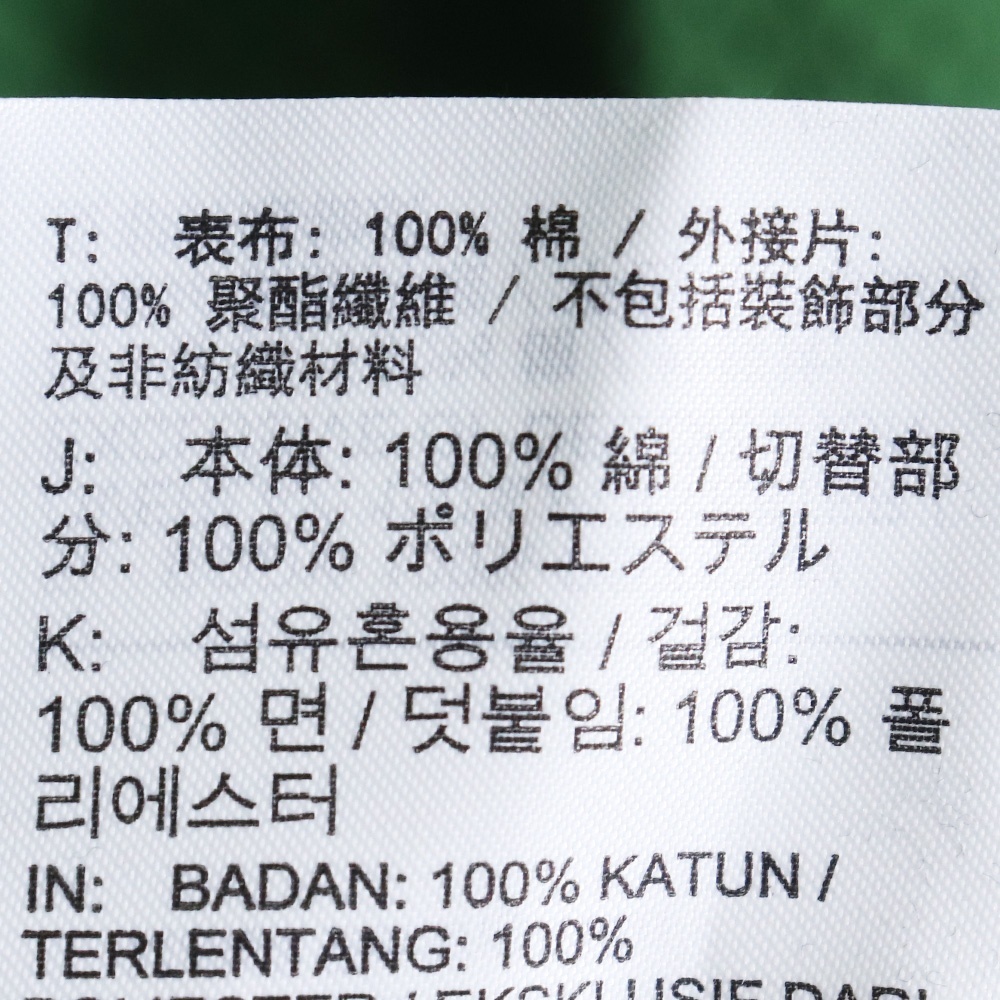 T: 表布: 100% 棉 / 外接片:
100% 聚酯纖維 / 不包括裝飾部分
及非紡織材料
J: 本体: 100% 綿 / 切替部
分: 100% ポリエステル
K: 섬유혼용율 / 겉감:
100% 면 / 덧붙임: 100% 폴
리에스터
IN: BADAN: 100% KATUN /
TERLENTANG: 100%
POLYESTER / EKSKLUSIF DARI